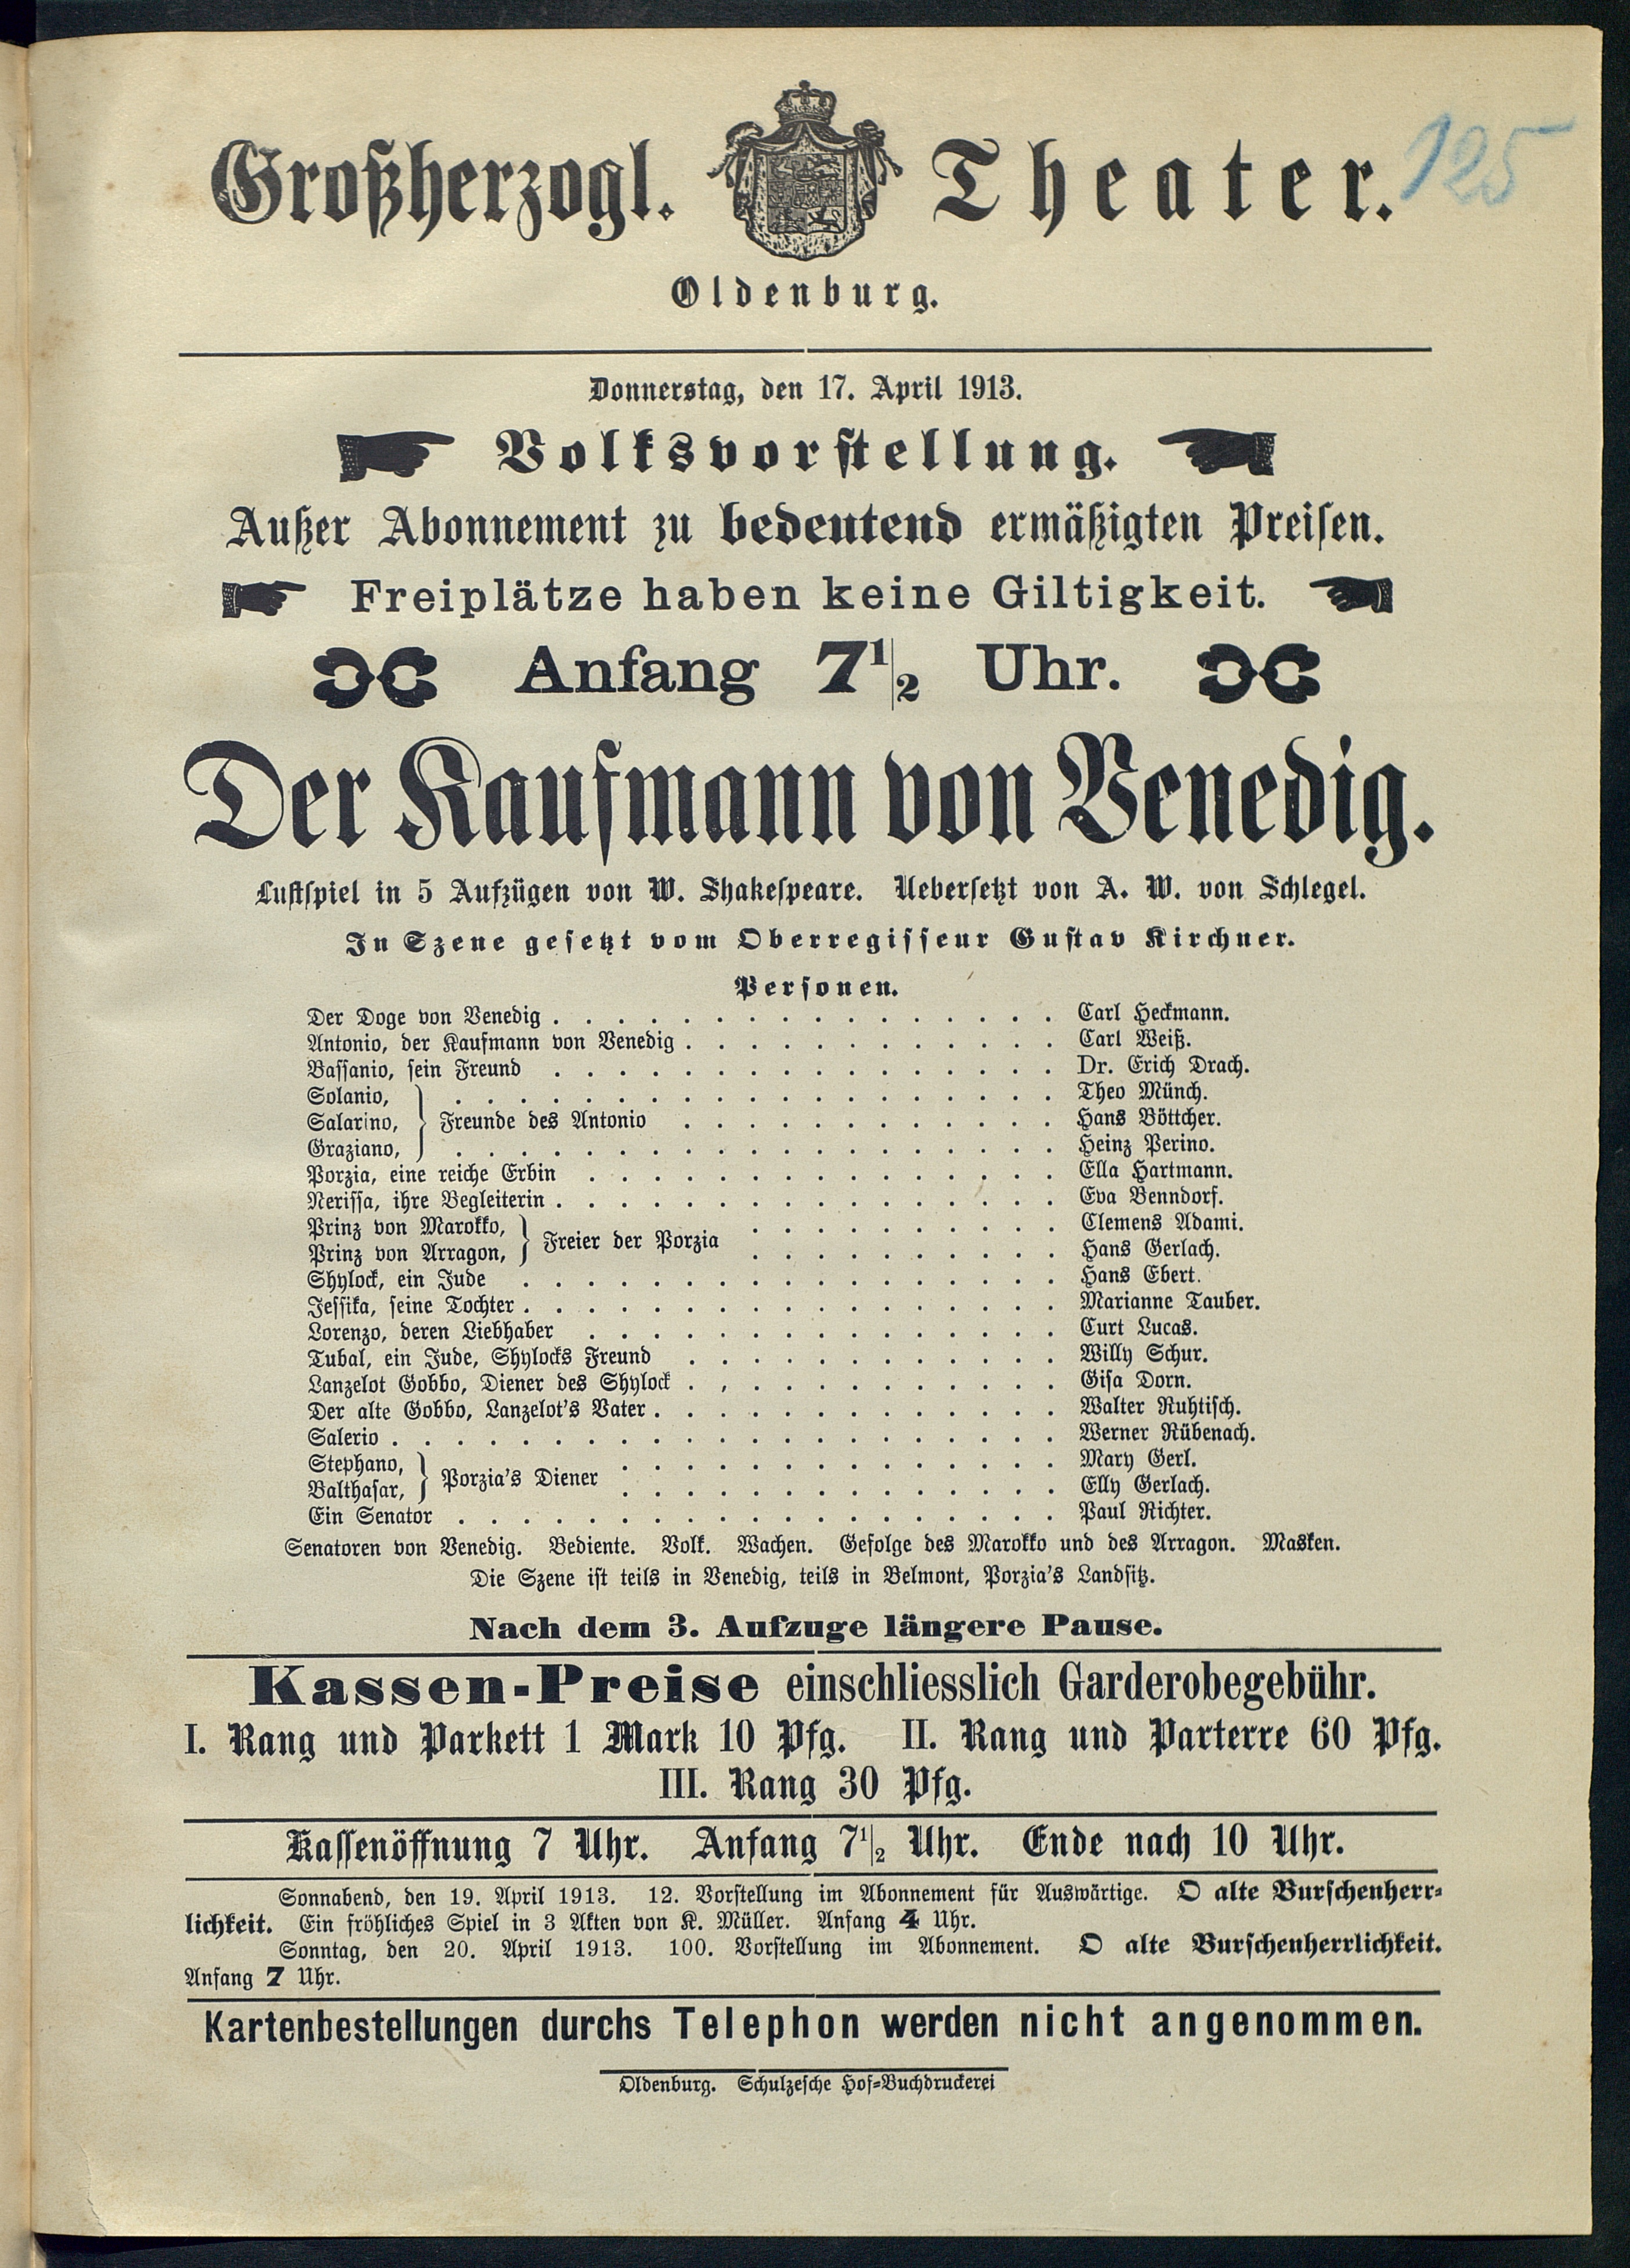 Großherzogl. Theater.
125
Oldenburg.
Donnerstag, den 17. April 1913.
Volksvorstellung.
Außer Abonnement zu bedeutend ermäßigten Preisen.
Freiplätze haben keine Giltigkeit.
Anfang 7 1/2 Uhr.
Der Kaufmann von Venedig.
Lustspiel in 5 Aufzügen von W. Shakespeare. Uebersetzt von A. W. von Schlegel.
In Szene gesetzt vom Oberregisseur Gustav Kirchner.
Personen.
Der Doge von Venedig . . . . . . . . . . . . . . . . Carl Heckmann.
Antonio, der Kaufmann von Venedig . . . . . . . . . . . . Carl Weiß.
Bassanio, sein Freund . . . . . . . . . . . . . . . . Dr. Erich Drach.
Solanio, . . . . . . . . . . . . . . . . . . . Theo Münch.
Salarino, } Freunde des Antonio . . . . . . . . . . . . Hans Böttcher.
Graziano, . . . . . . . . . . . . . . . . . . . Heinz Perino.
Porzia, eine reiche Erbin . . . . . . . . . . . . . . . Ella Hartmann.
Nerissa, ihre Begleiterin . . . . . . . . . . . . . . . . Eva Benndorf.
Prinz von Marokko, } Freier der Porzia . . . . . . . . . . Clemens Adami.
Prinz von Arragon, . . . . . . . . . . Hans Gerlach.
Shylock, ein Jude . . . . . . . . . . . . . . . . . Hans Ebert.
Jessika, seine Tochter . . . . . . . . . . . . . . . . . Marianne Tauber.
Lorenzo, deren Liebhaber . . . . . . . . . . . . . . . Curt Lucas.
Tubal, ein Jude, Shylocks Freund . . . . . . . . . . . . Willy Schur.
Lanzelot Gobbo, Diener des Shylock . , . . . . . . . . . . Gisa Dorn.
Der alte Gobbo, Lanzelot's Vater . . . . . . . . . . . . . Walter Ruhtisch.
Salerio . . . . . . . . . . . . . . . . . . . . . Werner Rübenach.
Stephano, } Porzia's Diener . . . . . . . . . . . . . . Mary Gerl.
Balthasar, . . . . . . . . . . . . . . Elly Gerlach.
Ein Senator . . . . . . . . . . . . . . . . . . . Paul Richter.
Senatoren von Venedig. Bediente. Volk. Wachen. Gefolge des Marokko und des Arragon. Masken.
Die Szene ist teils in Venedig, teils in Belmont, Porzia's Landsitz.
Nach dem 3. Aufzuge längere Pause.
Kassen-Preise einschliesslich Garderobegebühr.
I. Rang und Parkett 1 Mark 10 Pfg. II. Rang und Parterre 60 Pfg.
III. Rang 30 Pfg.
Kassenöffnung 7 Uhr. Anfang 7 1/2 Uhr. Ende nach 10 Uhr.
Sonnabend, den 19. April 1913. 12. Vorstellung im Abonnement für Auswärtige. O alte Burschenherr-
lichkeit. Ein fröhliches Spiel in 3 Akten von K. Müller. Anfang 4 Uhr.
Sonntag, den 20. April 1913. 100. Vorstellung im Abonnement. O alte Burschenherrlichkeit.
Anfang 7 Uhr.
Kartenbestellungen durchs Telephon werden nicht angenommen.
Oldenburg. Schulzesche Hof-Buchdruckerei